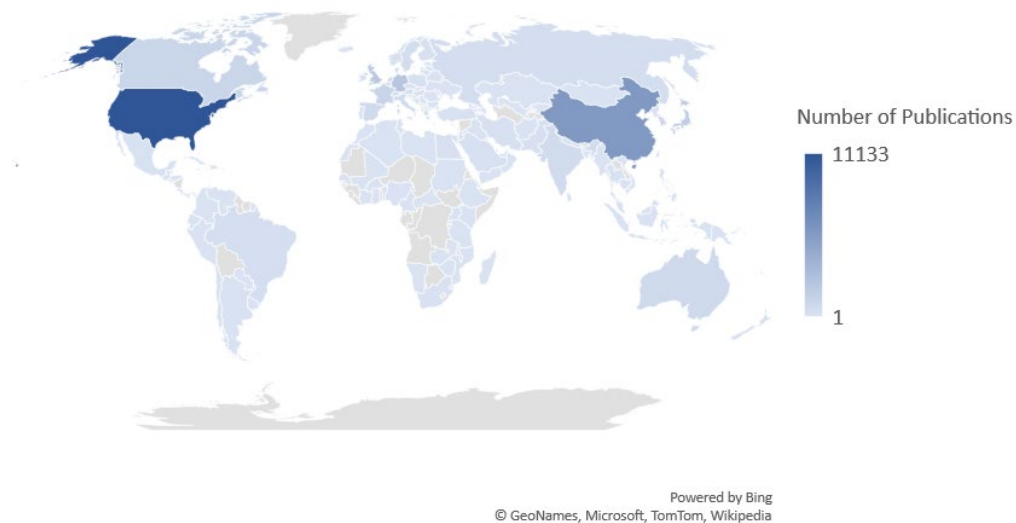 Number of Publications
11133
1
Powered by Bing
© GeoNames, Microsoft, TomTom, Wikipedia